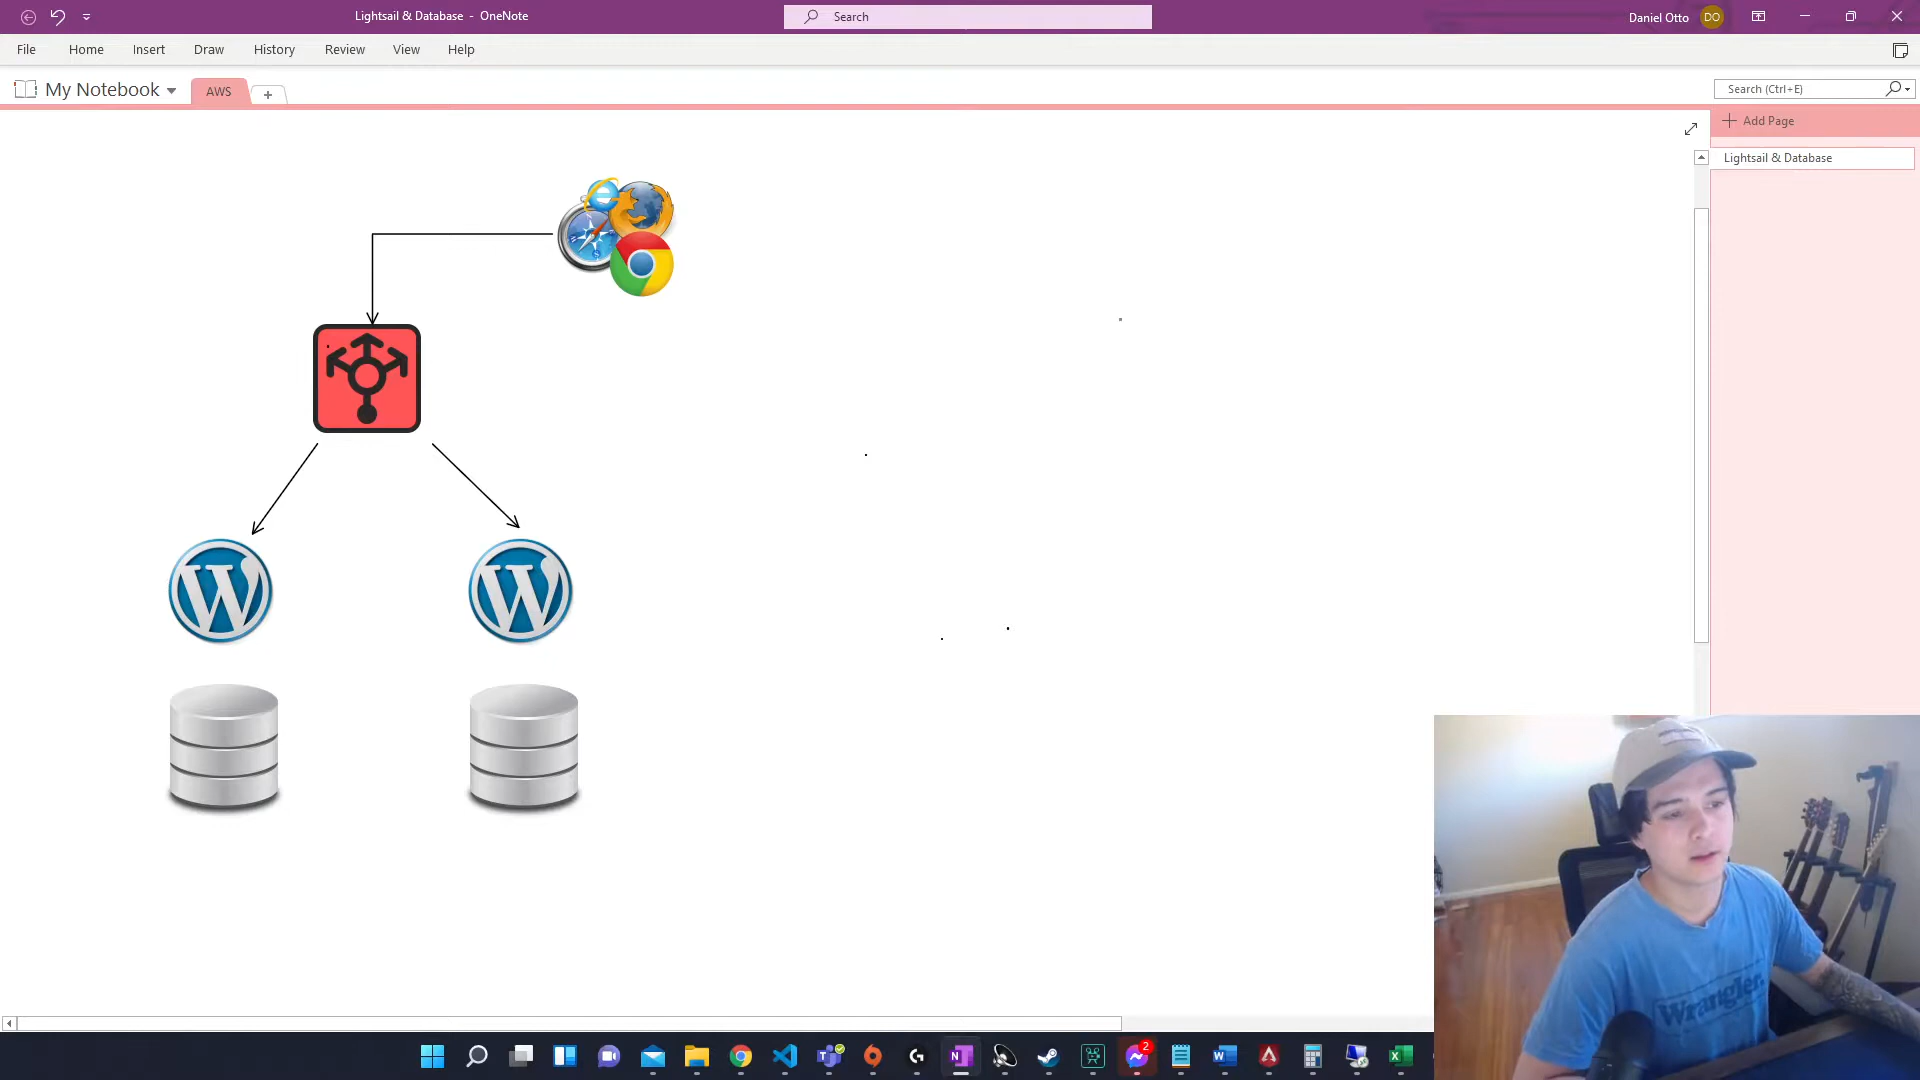 Lightsail & Database - OneNote
Search
Daniel Otto
DO
File
Home
Insert
Draw
History
Review
View
Help
My Notebook
AWS
Search (Ctrl+E)
Add Page
Lightsail & Database
W
W
Wrangler.
2